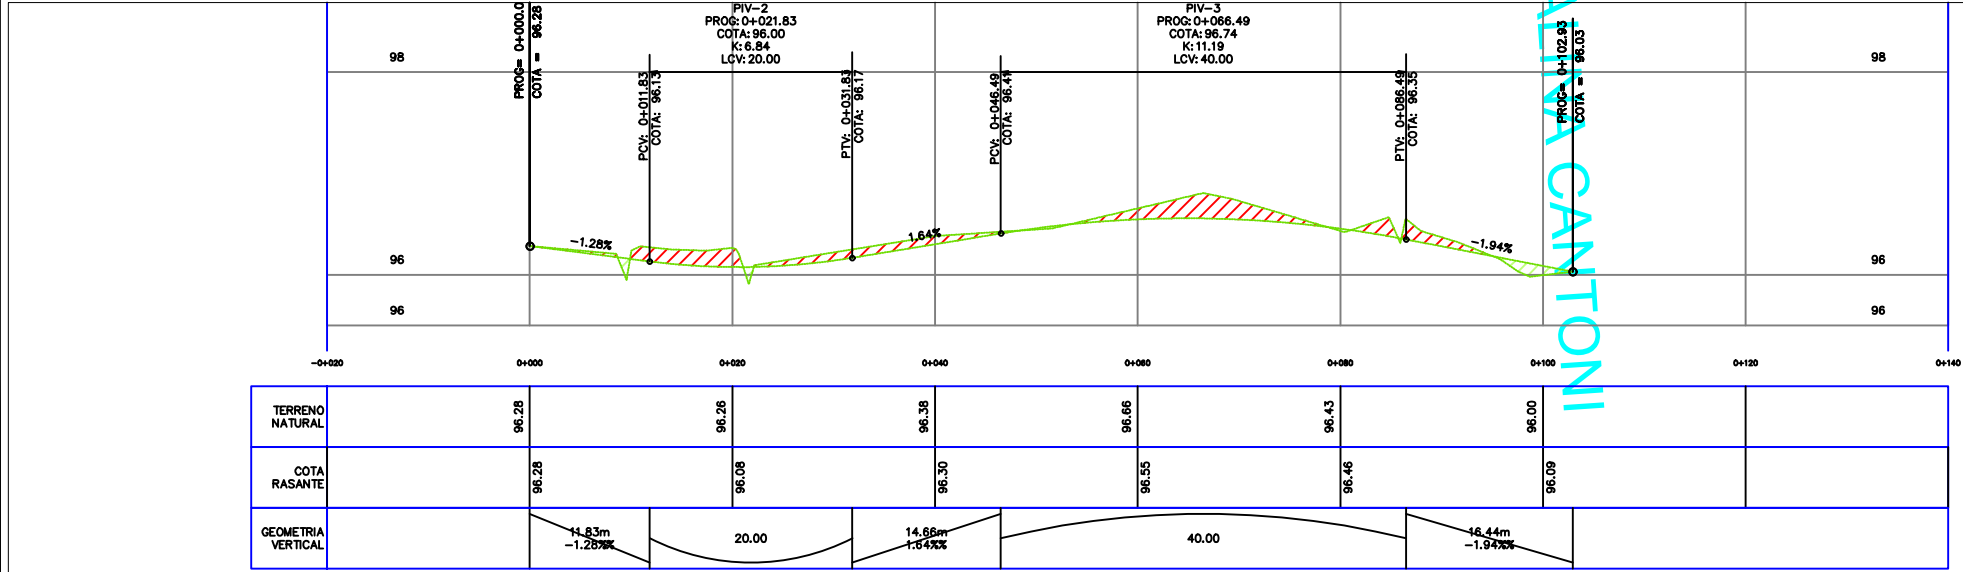 PIV-2
PROG: 0+021.83
COTA: 96.00
K: 6.84
LCV: 20.00
PIV-3
PROG: 0+066.49
COTA: 96.74
K: 11.19
LCV: 40.00
PROG= 0+000.0
COTA = 96.28
PCV: 0+011.83
COTA: 96.13
PTV: 0+031.83
COTA: 96.17
PCV: 0+046.49
COTA: 96.41
PTV: 0+086.49
COTA: 96.35
PROG= 0+102.93
COTA = 96.03
ALINA CANTONI
98
98
-1.28%
1.64%
-1.94%
96
96
96
96
-0+020
0+000
0+020
0+040
0+060
0+080
0+100
0+120
0+140
TERRENO
NATURAL
96.28
96.26
96.38
96.66
96.43
96.00
COTA
RASANTE
96.28
96.08
96.30
96.55
96.46
96.09
GEOMETRIA
VERTICAL
11.83m
-1.28%%
20.00
14.66m
1.64%%
40.00
16.44m
-1.94%%